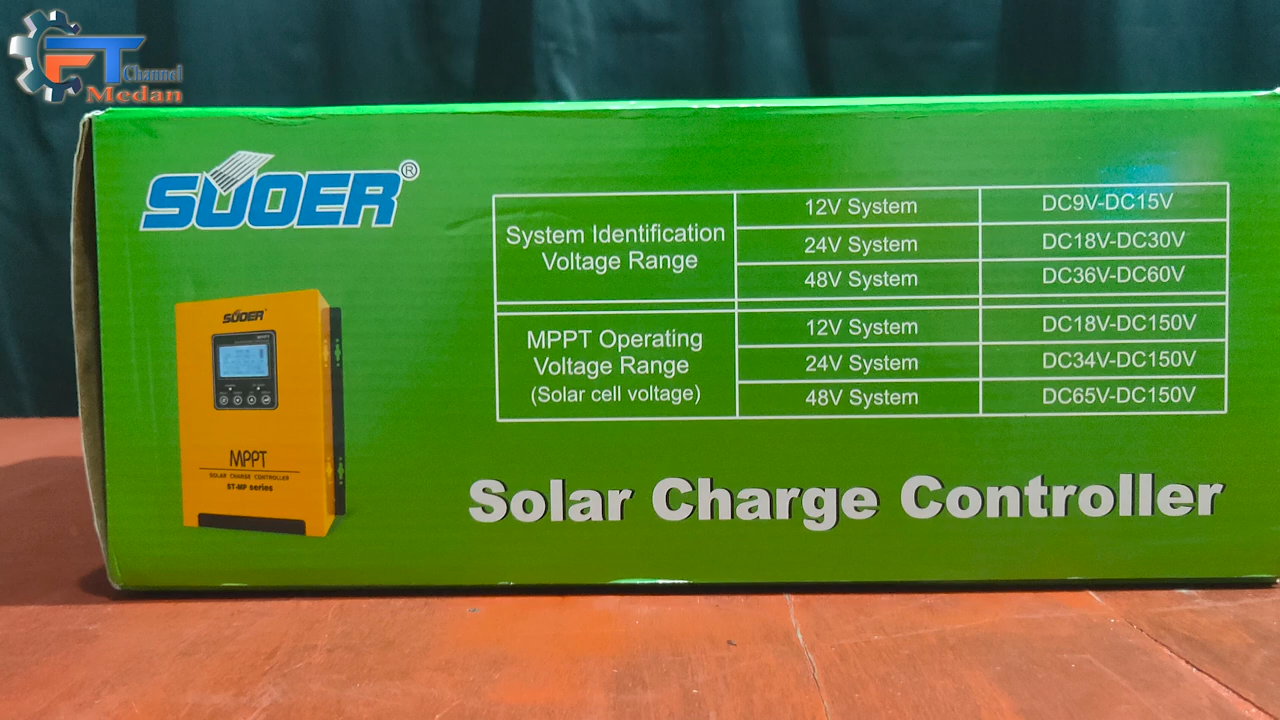 FT
Channel
Medan
SUOER®
System Identification
Voltage Range
12V System
DC9V-DC15V
24V System
DC18V-DC30V
48V System
DC36V-DC60V
MPPT Operating
Voltage Range
(Solar cell voltage)
12V System
DC18V-DC150V
24V System
DC34V-DC150V
48V System
DC65V-DC150V
SUOER
MPPT
SOLAR CHARGE CONTROLLER
ST-MP series
Solar Charge Controller